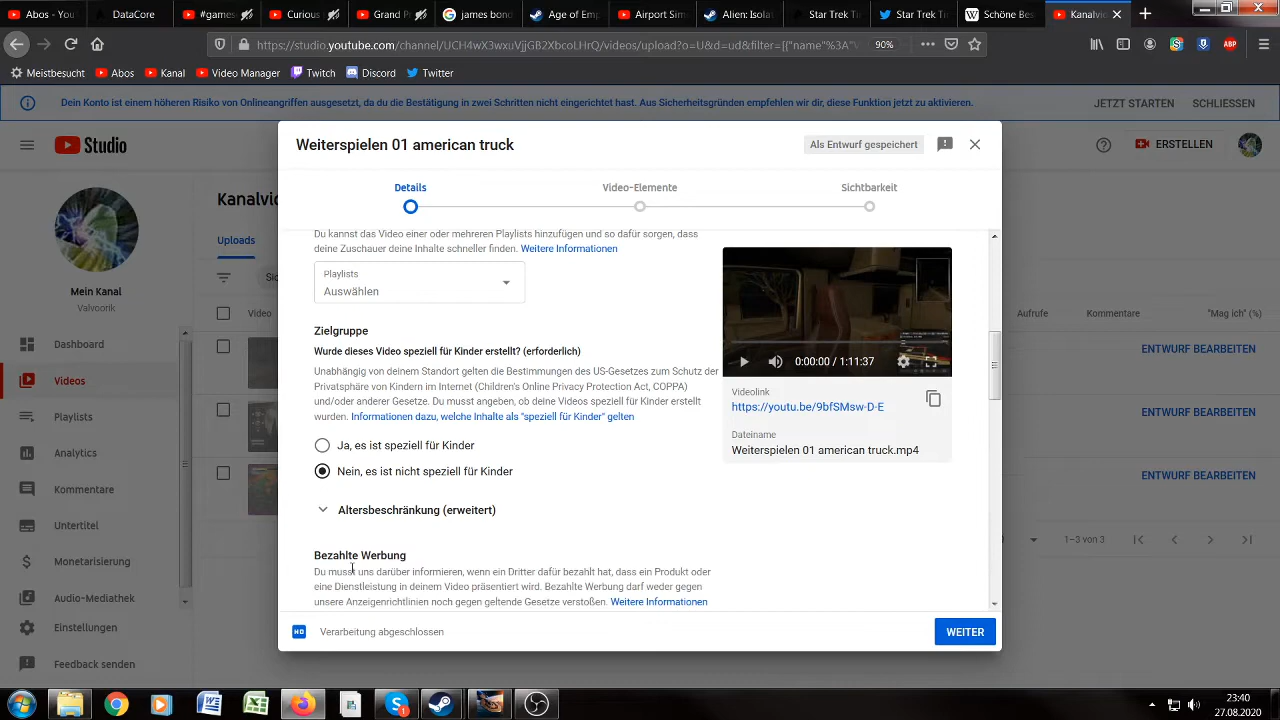 Abos - You
DataCore
#games
Curious
Grand P
james bon
Age of Emp
Airport Sim
Alien: Isola
Star Trek Ti
Star Trek Ti
Schöne Bes
Kanalvi
https://studio.youtube.com/channel/UCH4wX3wxuVjjGB2XbcoLHrQ/videos/upload?o=U&d=ud&filter=[{"name"%3A"V
90%
ABP
Meistbesucht
Abos
Kanal
Video Manager
Twitch
Discord
Twitter
Dein Konto ist einem höheren Risiko von Onlineangriffen ausgesetzt, da du die Bestätigung in zwei Schritten nicht eingerichtet hast. Aus Sicherheitsgründen empfehlen wir dir, diese Funktion jetzt zu aktivieren.
JETZT STARTEN
SCHLIESSEN
Studio
ERSTELLEN
Weiterspielen 01 american truck
Als Entwurf gespeichert
Details
Video-Elemente
Sichtbarkeit
Kanalvid
Uploads
Mein Kanal
Valvoorik
Dashboard
Videos
Playlists
Analytics
Kommentare
Untertitel
Monetarisierung
Audio-Mediathek
Einstellungen
Feedback senden
Video
Du kannst das Video einer oder mehreren Playlists hinzufügen und so dafür sorgen, dass
deine Zuschauer deine Inhalte schneller finden. Weitere Informationen
Playlists
Auswählen
Zielgruppe
Wurde dieses Video speziell für Kinder erstellt? (erforderlich)
Unabhängig von deinem Standort gelten die Bestimmungen des US-Gesetzes zum Schutz der
Privatsphäre von Kindern im Internet (Children's Online Privacy Protection Act, COPPA)
und/oder anderer Gesetze. Du musst angeben, ob deine Videos speziell für Kinder erstellt
wurden. Informationen dazu, welche Inhalte als "speziell für Kinder" gelten
Ja, es ist speziell für Kinder
Nein, es ist nicht speziell für Kinder
Altersbeschränkung (erweitert)
Bezahlte Werbung
Du musst uns darüber informieren, wenn ein Dritter dafür bezahlt hat, dass ein Produkt oder
eine Dienstleistung in deinem Video präsentiert wird. Bezahlte Werbung darf weder gegen
unsere Anzeigenrichtlinien noch gegen geltende Gesetze verstoßen. Weitere Informationen
0:00:00 / 1:11:37
Videolink
https://youtu.be/9bfSMsw-D-E
Dateiname
Weiterspielen 01 american truck.mp4
HD
Verarbeitung abgeschlossen
WEITER
Aufrufe
Kommentare
"Mag ich" (%)
ENTWURF BEARBEITEN
ENTWURF BEARBEITEN
ENTWURF BEARBEITEN
1–3 von 3
23:40
27.08.2020